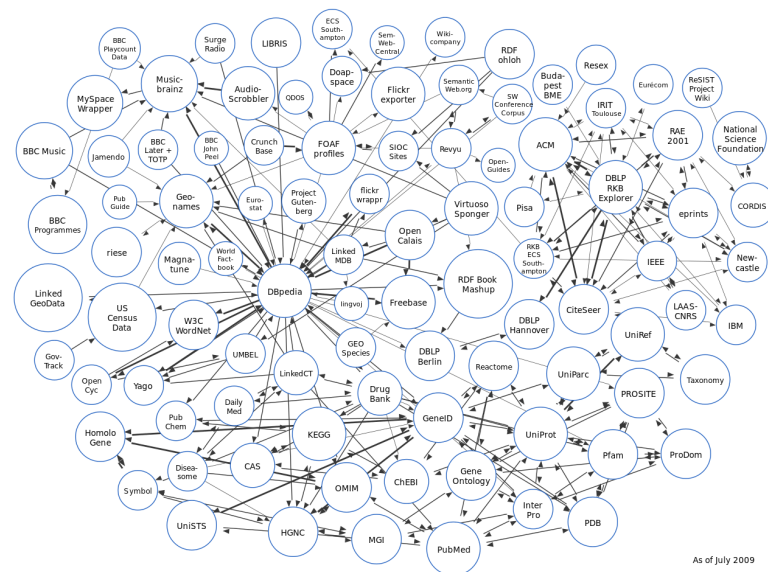 BBC
Playcount
Data
Surge
Radio
LIBRIS
ECS
South-
ampton
Sem-
Web-
Central
Wiki-
company
RDF
ohloh
Resex
Music-
brainz
Audio-
Scrobbler
QDOS
Doap-
space
Flickr
exporter
Semantic
Web.org
SW
Conference
Corpus
Buda-
pest
BME
IRIT
Toulouse
Eurécom
ReSIST
Project
Wiki
MySpace
Wrapper
BBC Music
Jamendo
BBC
Later +
TOTP
BBC
John
Peel
Crunch
Base
FOAF
profiles
SIOC
Sites
Revyu
Open-
Guides
ACM
RAE
2001
National
Science
Foundation
DBLP
RKB
Explorer
BBC
Programmes
Pub
Guide
Geo-
names
Euro-
stat
Project
Guten-
berg
flickr
wrappr
Virtuoso
Sponger
Pisa
eprints
CORDIS
riese
Magna-
tune
World
Fact-
book
Linked
MDB
Open
Calais
RKB
ECS
South-
ampton
IEEE
New-
castle
Linked
GeoData
US
Census
Data
W3C
WordNet
DBpedia
lingvoj
Freebase
RDF Book
Mashup
DBLP
Hannover
CiteSeer
LAAS-
CNRS
IBM
UniRef
Gov-
Track
Open
Cyc
Yago
UMBEL
LinkedCT
GEO
Species
DBLP
Berlin
Reactome
UniParc
PROSITE
Taxonomy
Drug
Bank
Daily
Med
Pub
Chem
Homolo
Gene
KEGG
GeneID
UniProt
Pfam
ProDom
Disea-
some
CAS
Symbol
OMIM
ChEBI
Gene
Ontology
Inter
Pro
PDB
UniSTS
HGNC
MGI
PubMed
As of July 2009